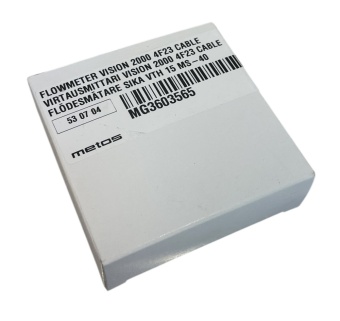 FLOWMETER VISION 2000 4F23 CABLE
VIRTAUSMITTARI VISION 2000 4F23 CABLE
FLÖDESMÄTARE SIKA VTH 15 MS-40
53 07 04
MG3603565
metos